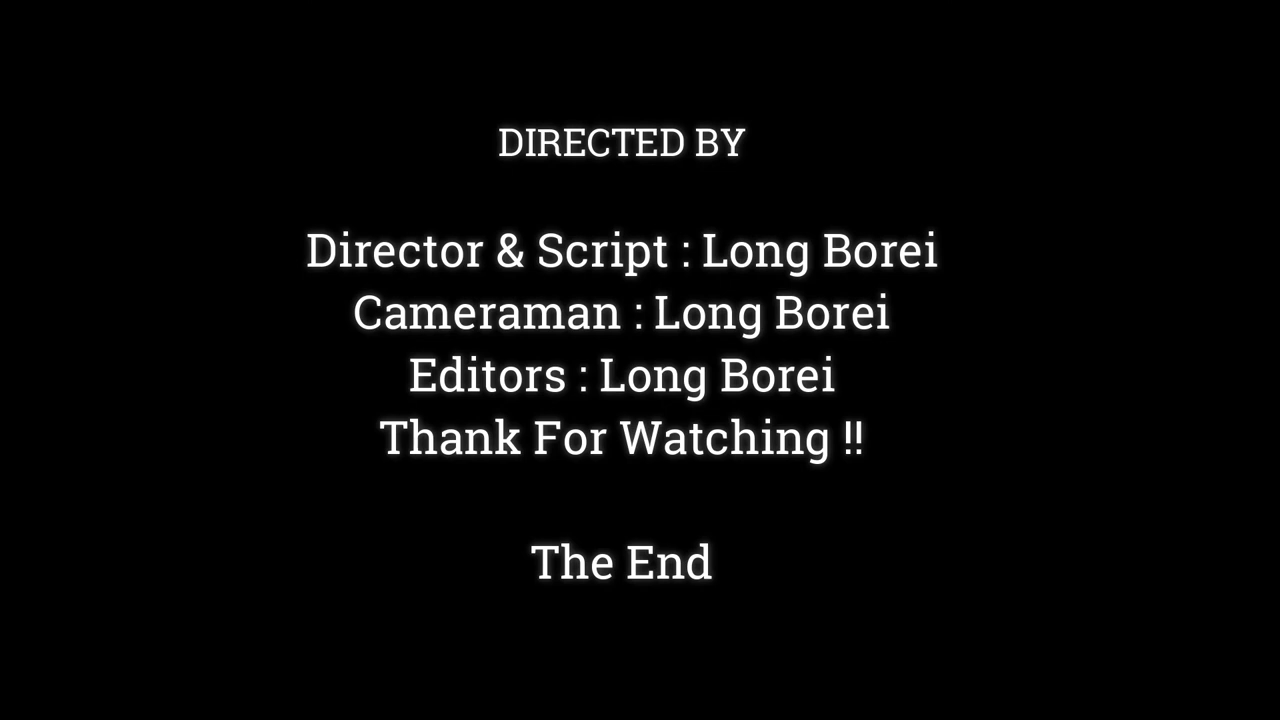 DIRECTED BY
Director & Script : Long Borei
Cameraman : Long Borei
Editors : Long Borei
Thank For Watching !!
The End